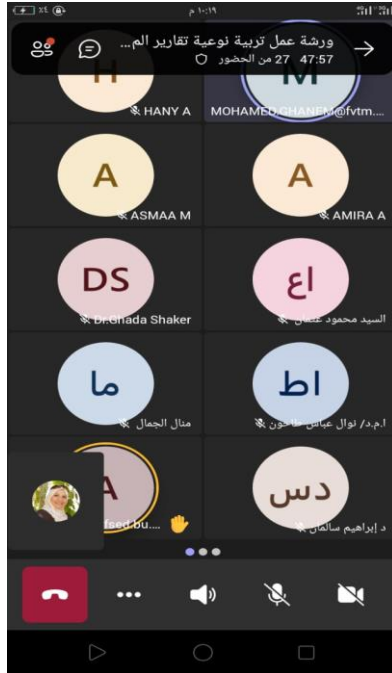 ١٠:١٩ م
ورشة عمل تربية نوعية تقارير الم...
47:57 27 من الحضور
H
M
HANY A
MOHAMED.GHANEM@fvtm....
A
A
ASMAA M
AMIRA A
DS
اع
Dr.Ghada Shaker
السيد محمود عثمان
ما
اط
منال الجمال
ا.م.د/ نوال عباس طاحون
A
دس
fsed.bu....
د إبراهيم سالمان